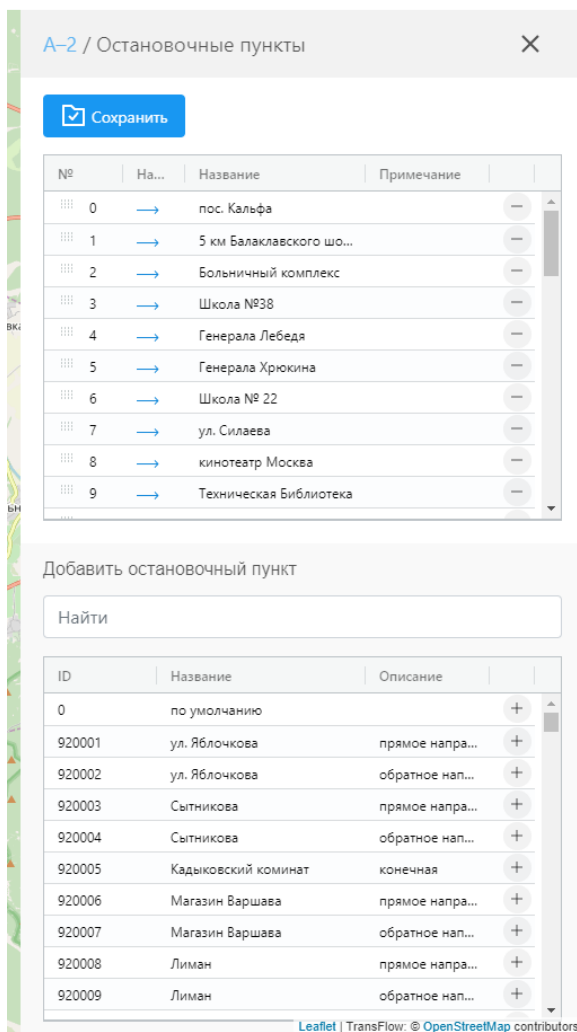 А–2 / Остановочные пункты
Сохранить
№ На... Название Примечание
0 пос. Кальфа
1 5 км Балаклавского шо...
2 Больничный комплекс
3 Школа №38
4 Генерала Лебедя
5 Генерала Хрюкина
6 Школа № 22
7 ул. Силаева
8 кинотеатр Москва
9 Техническая Библиотека
Добавить остановочный пункт
Найти
ID Название Описание
0 по умолчанию
920001 ул. Яблочкова прямое напра...
920002 ул. Яблочкова обратное нап...
920003 Сытникова прямое напра...
920004 Сытникова обратное нап...
920005 Кадыковский коминат конечная
920006 Магазин Варшава прямое напра...
920007 Магазин Варшава обратное нап...
920008 Лиман прямое напра...
920009 Лиман обратное нап...
Leaflet | TransFlow: © OpenStreetMap contributors